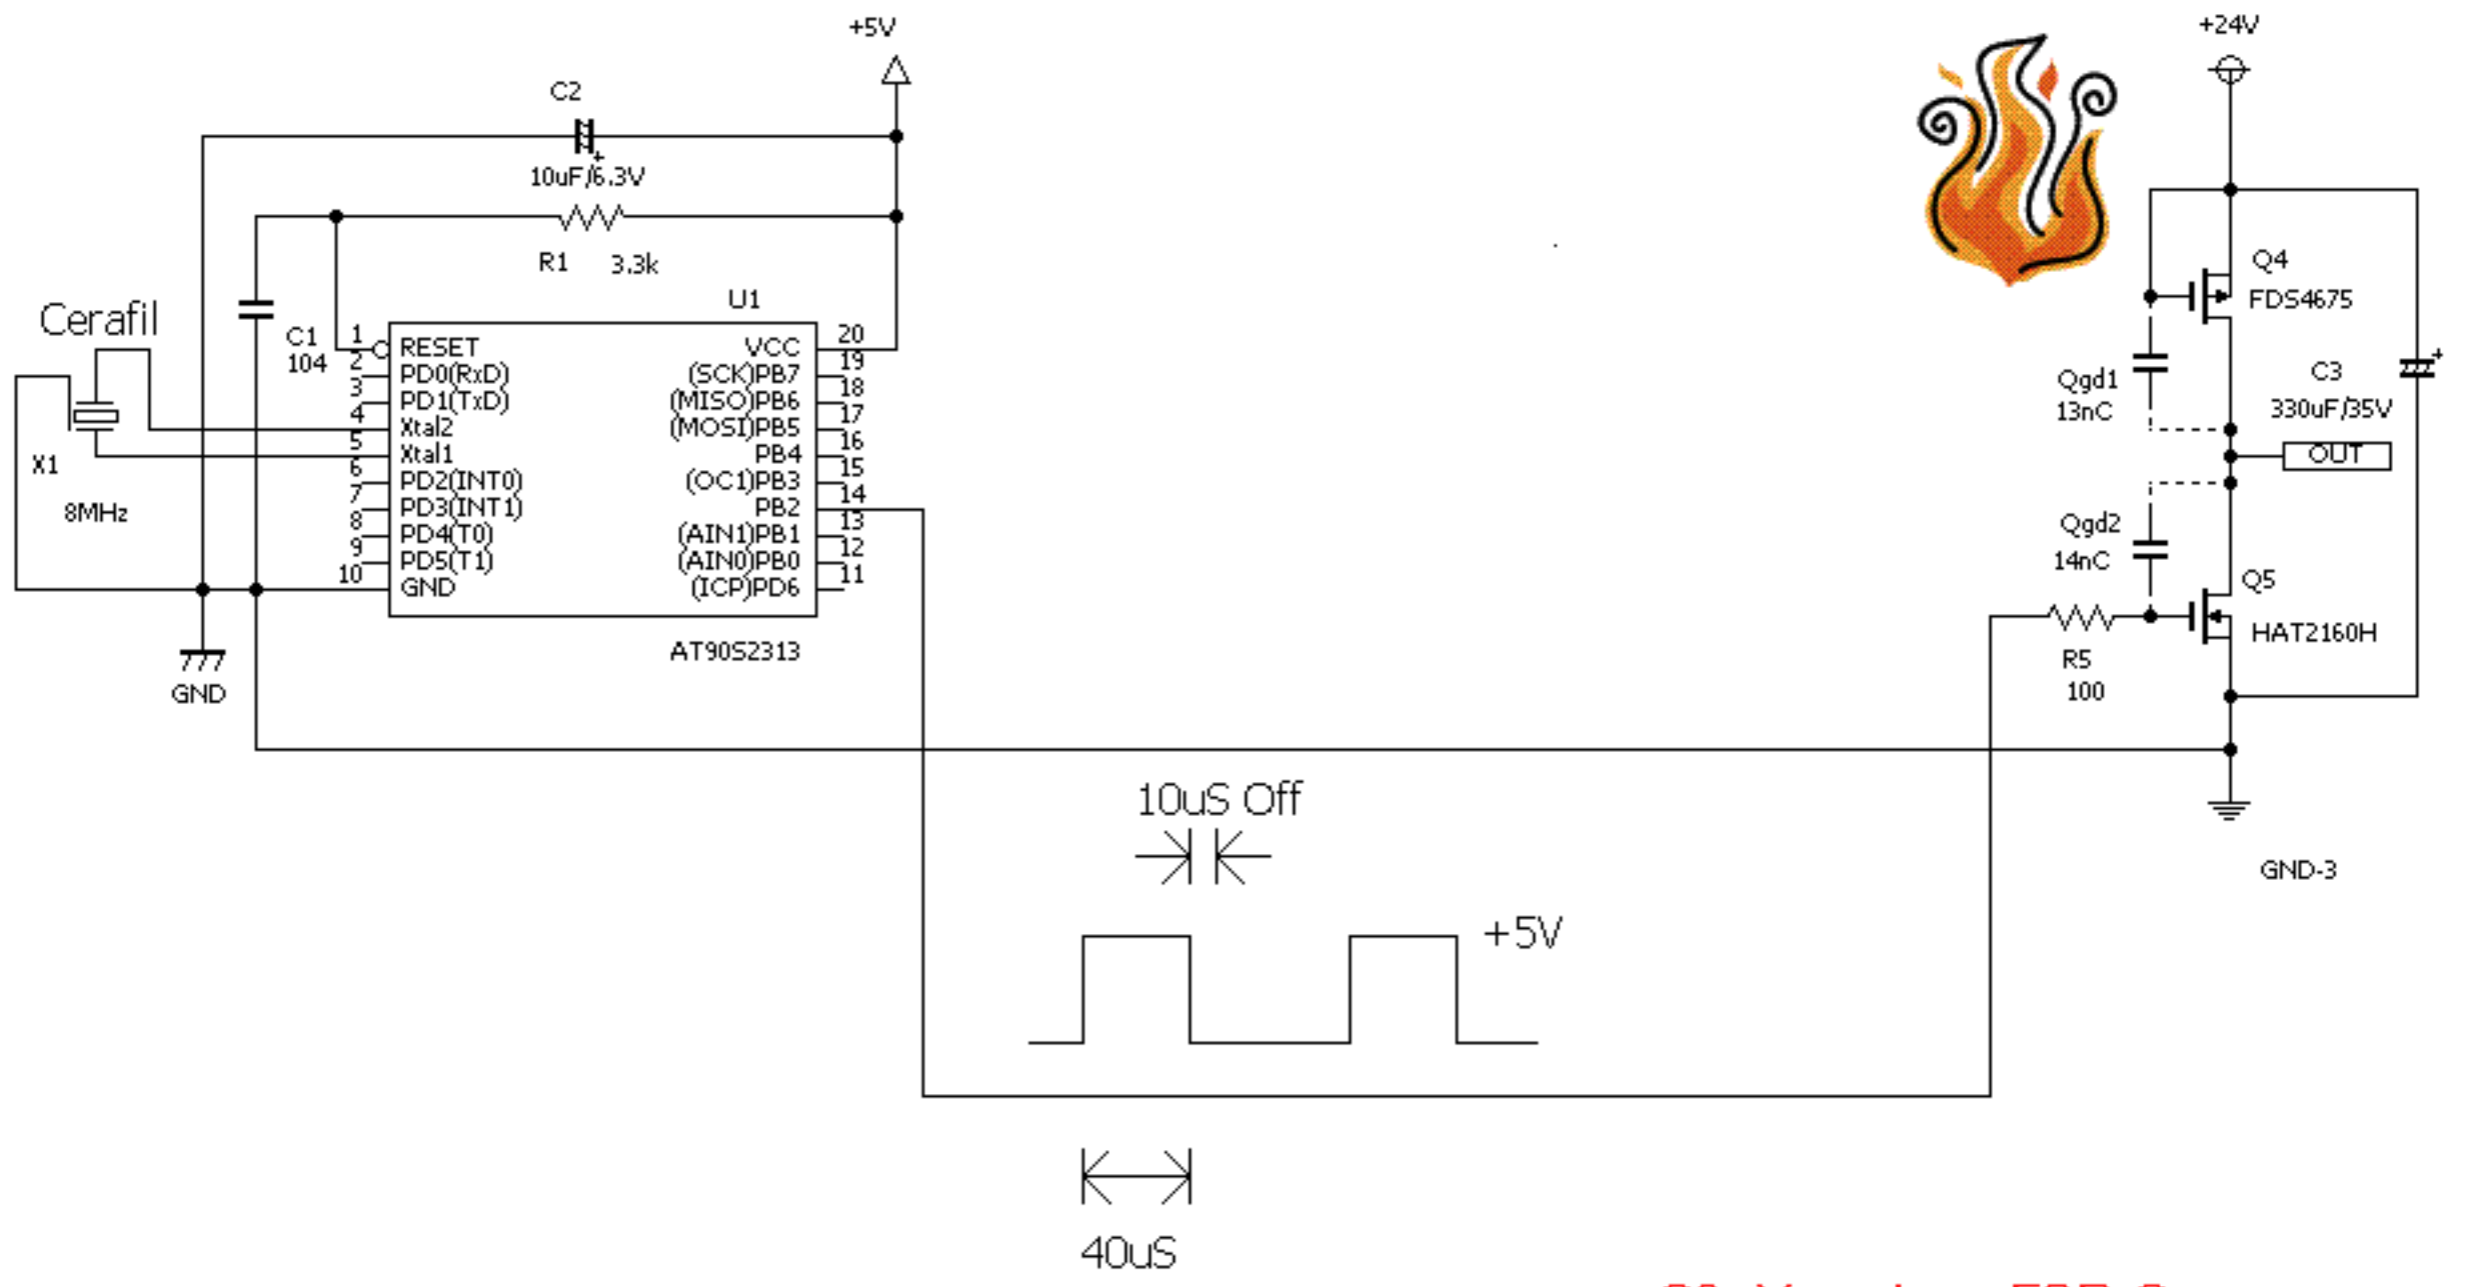 +5V
+24V
C2
10uF/6.3V
R1 3.3k
Cerafil
U1
C1
104
X1
8MHz
1 RESET
2 PD0(RxD)
3 PD1(TxD)
4 Xtal2
5 Xtal1
6 PD2(INT0)
7 PD3(INT1)
8 PD4(T0)
9 PD5(T1)
10 GND
VCC 20
(SCK)PB7 19
(MISO)PB6 18
(MOSI)PB5 17
PB4 16
(OC1)PB3 15
PB2 14
(AIN1)PB1 13
(AIN0)PB0 12
(ICP)PD6 11
AT90S2313
GND
Q4
FDS4675
Qgd1
13nC
C3
330uF/35V
OUT
Qgd2
14nC
Q5
HAT2160H
R5
100
GND-3
10uS Off
+5V
40uS